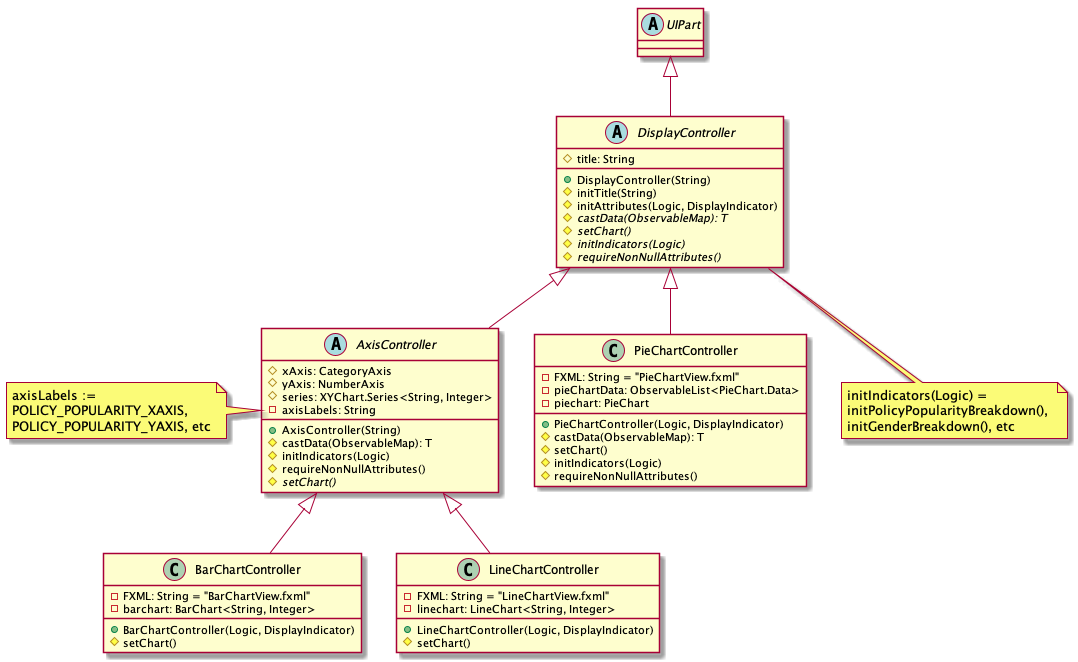 A UIPart
A DisplayController
title: String
DisplayController(String)
initTitle(String)
initAttributes(Logic, DisplayIndicator)
castData(ObservableMap): T
setChart()
initIndicators(Logic)
requireNonNullAttributes()
A AxisController
xAxis: CategoryAxis
yAxis: NumberAxis
series: XYChart.Series<String, Integer>
axisLabels: String
AxisController(String)
castData(ObservableMap): T
initIndicators(Logic)
requireNonNullAttributes()
setChart()
C PieChartController
FXML: String = "PieChartView.fxml"
pieChartData: ObservableList<PieChart.Data>
piechart: PieChart
PieChartController(Logic, DisplayIndicator)
castData(ObservableMap): T
setChart()
initIndicators(Logic)
requireNonNullAttributes()
axisLabels :=
POLICY_POPULARITY_XAXIS,
POLICY_POPULARITY_YAXIS, etc
initIndicators(Logic) =
initPolicyPopularityBreakdown(),
initGenderBreakdown(), etc
C BarChartController
FXML: String = "BarChartView.fxml"
barchart: BarChart<String, Integer>
BarChartController(Logic, DisplayIndicator)
setChart()
C LineChartController
FXML: String = "LineChartView.fxml"
linechart: LineChart<String, Integer>
LineChartController(Logic, DisplayIndicator)
setChart()